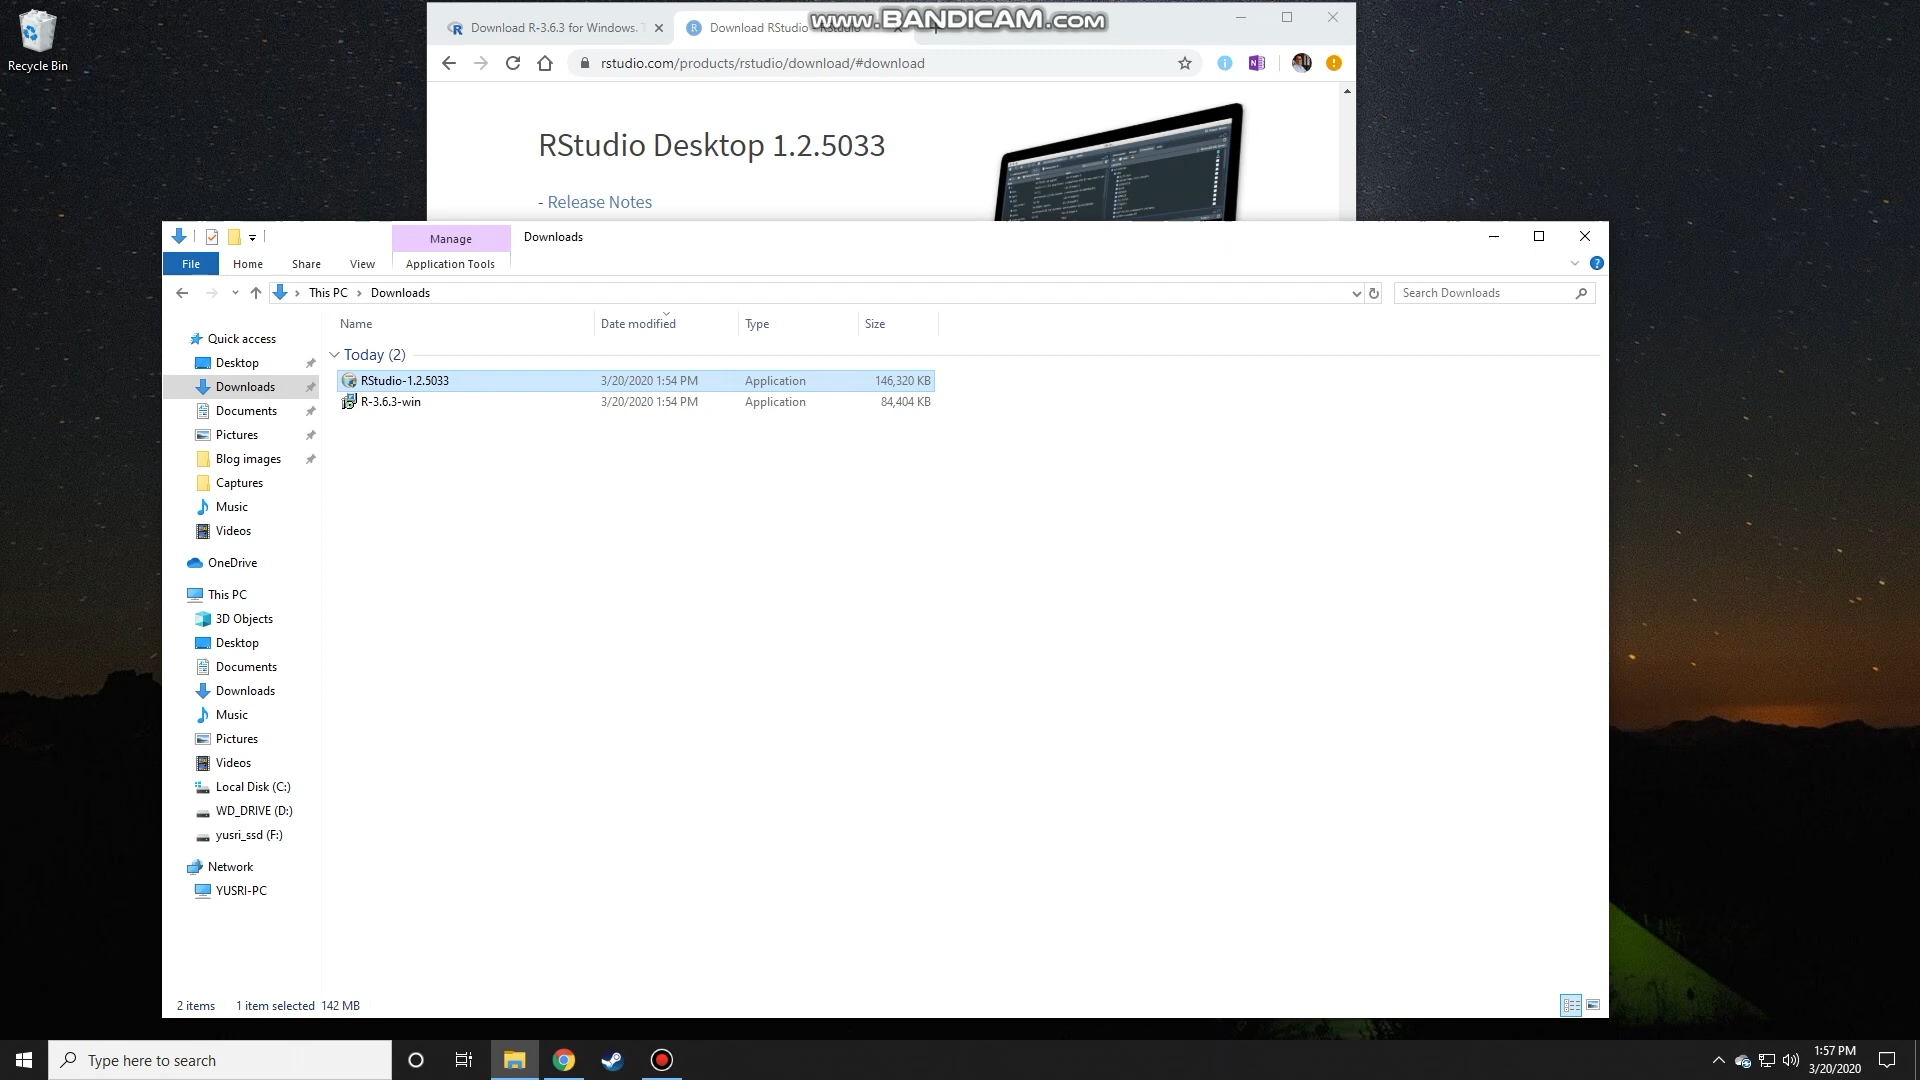 Recycle Bin
Download R-3.6.3 for Windows. T
Download RStudio - RStudio
www.BANDICAM.com
rstudio.com/products/rstudio/download/#download
RStudio Desktop 1.2.5033
- Release Notes
Manage
Downloads
File
Home
Share
View
Application Tools
This PC
Downloads
Search Downloads
Name
Date modified
Type
Size
Today (2)
RStudio-1.2.5033
3/20/2020 1:54 PM
Application
146,320 KB
R-3.6.3-win
3/20/2020 1:54 PM
Application
84,404 KB
Quick access
Desktop
Downloads
Documents
Pictures
Blog images
Captures
Music
Videos
OneDrive
This PC
3D Objects
Desktop
Documents
Downloads
Music
Pictures
Videos
Local Disk (C:)
WD_DRIVE (D:)
yusri_ssd (F:)
Network
YUSRI-PC
2 items
1 item selected 142 MB
Type here to search
1:57 PM
3/20/2020